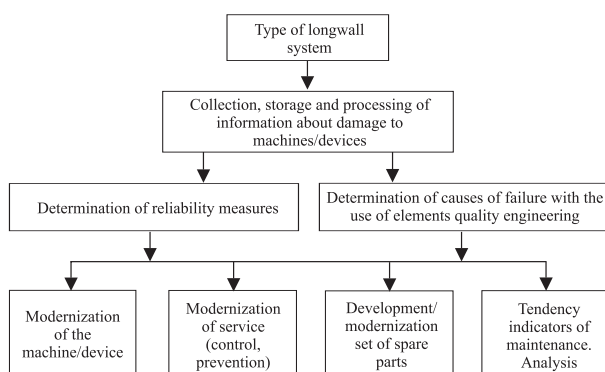 Type of longwall
system
Collection, storage and processing of
information about damage to
machines/devices
Determination of reliability measures
Determination of causes of failure with the
use of elements quality engineering
Modernization
of the
machine/device
Modernization
of service
(control,
prevention)
Development/
modernization
set of spare
parts
Tendency
indicators of
maintenance.
Analysis